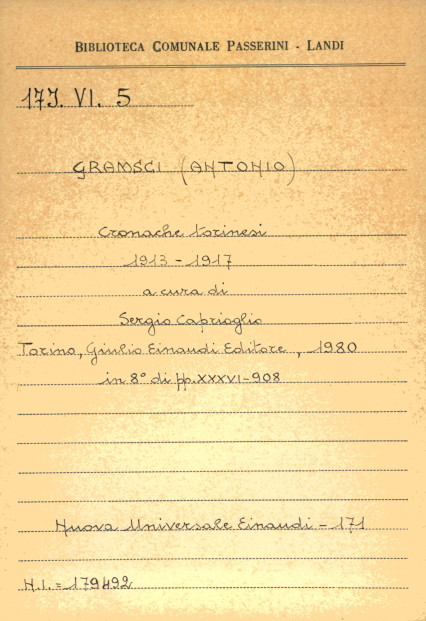 BIBLIOTECA COMUNALE PASSERINI - LANDI
17J. VI. 5
GRAMSCI (ANTONIO)
Cronache torinesi
1913 - 1917
a cura di
Sergio Caprioglio
Torino, Giulio Einaudi Editore, 1980
in 8° di pp. XXXVI-908
Nuova Universale Einaudi - 171
N.I. = 179492